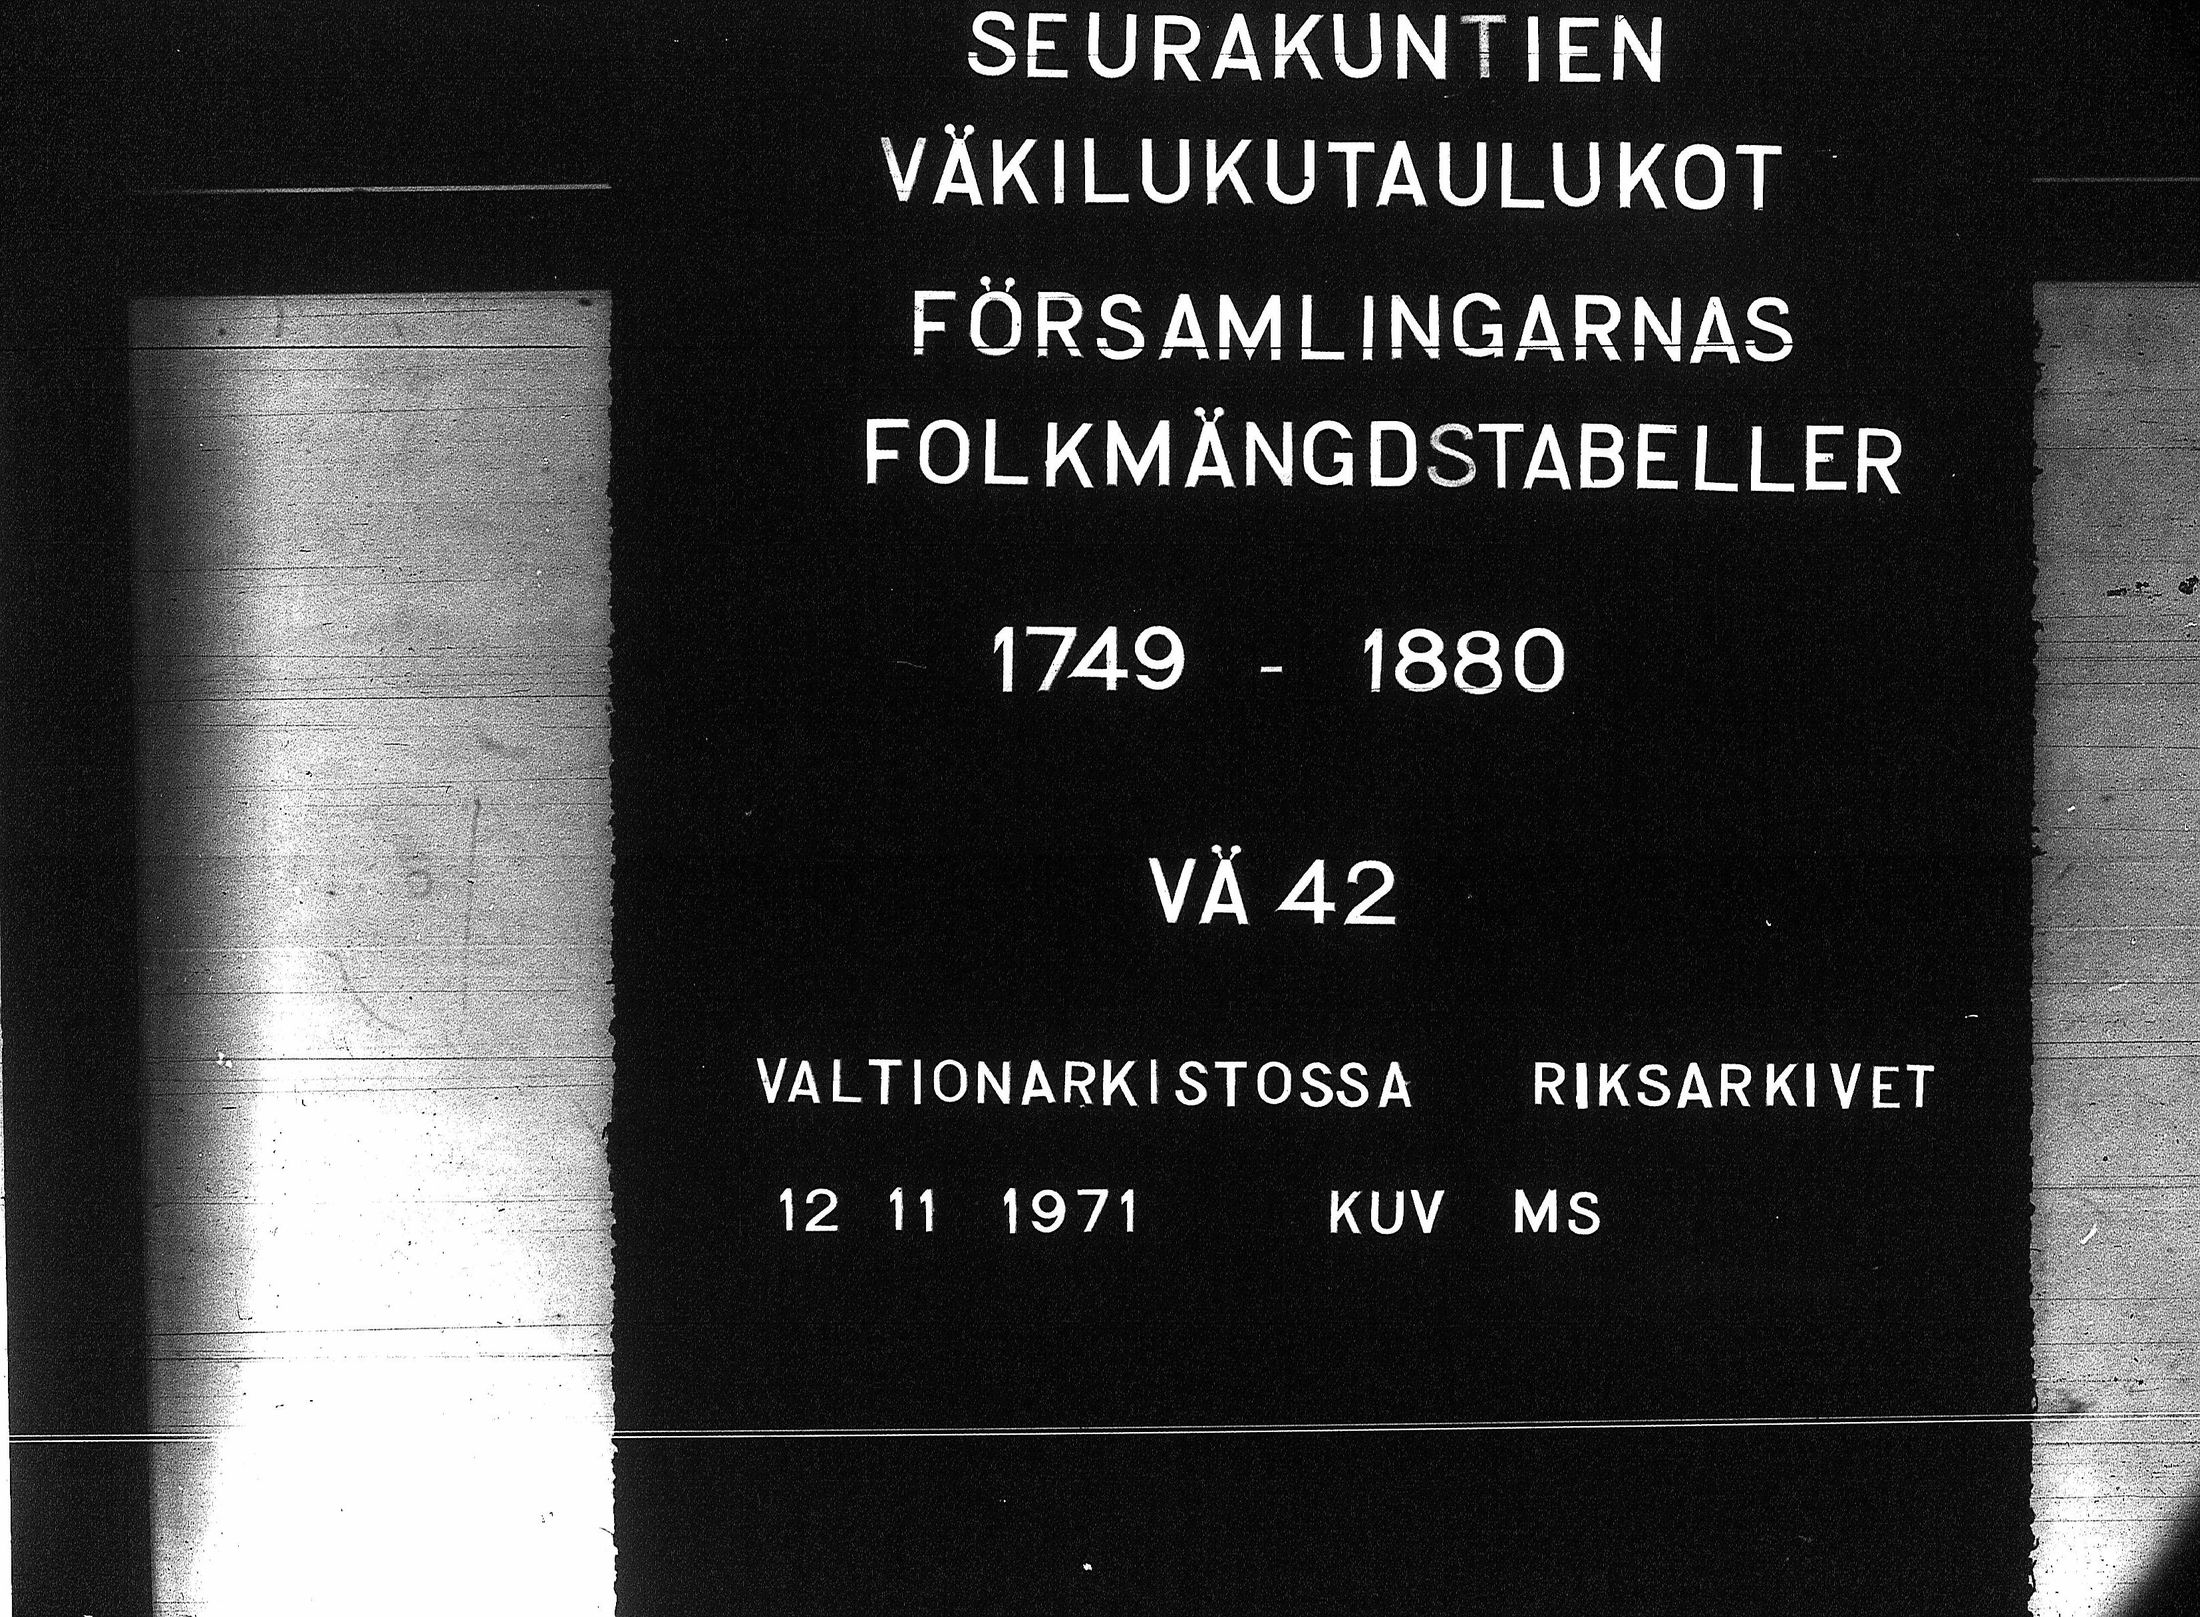 SEURAKUNTIEN
VÄKILUKUTAULUKOT
FÖRSAMLINGARNAS
FOLKMÄNGDSTABELLER
1749 - 1880
VÄ 42
VALTIONARKISTOSSA RIKSARKIVET
12 11 1971 KUV MS